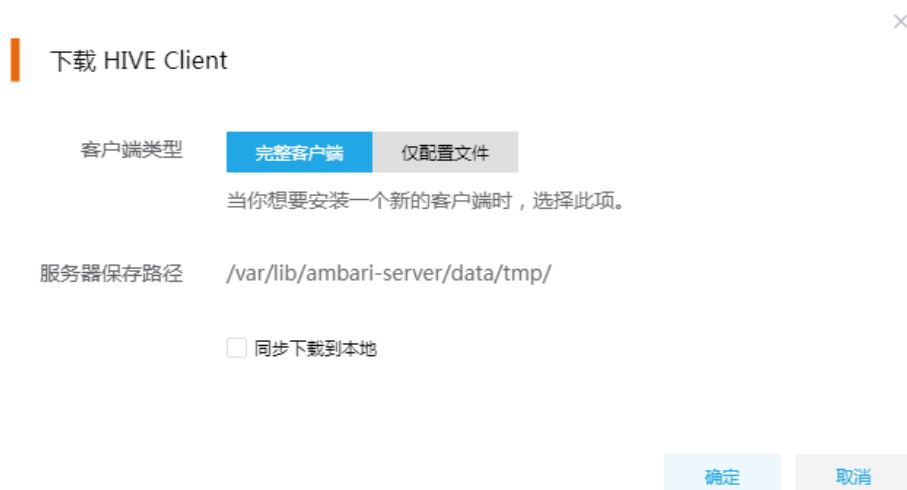 下载 HIVE Client
客户端类型 完整客户端 仅配置文件
当你想要安装一个新的客户端时，选择此项。
服务器保存路径 /var/lib/ambari-server/data/tmp/
同步下载到本地
确定 取消